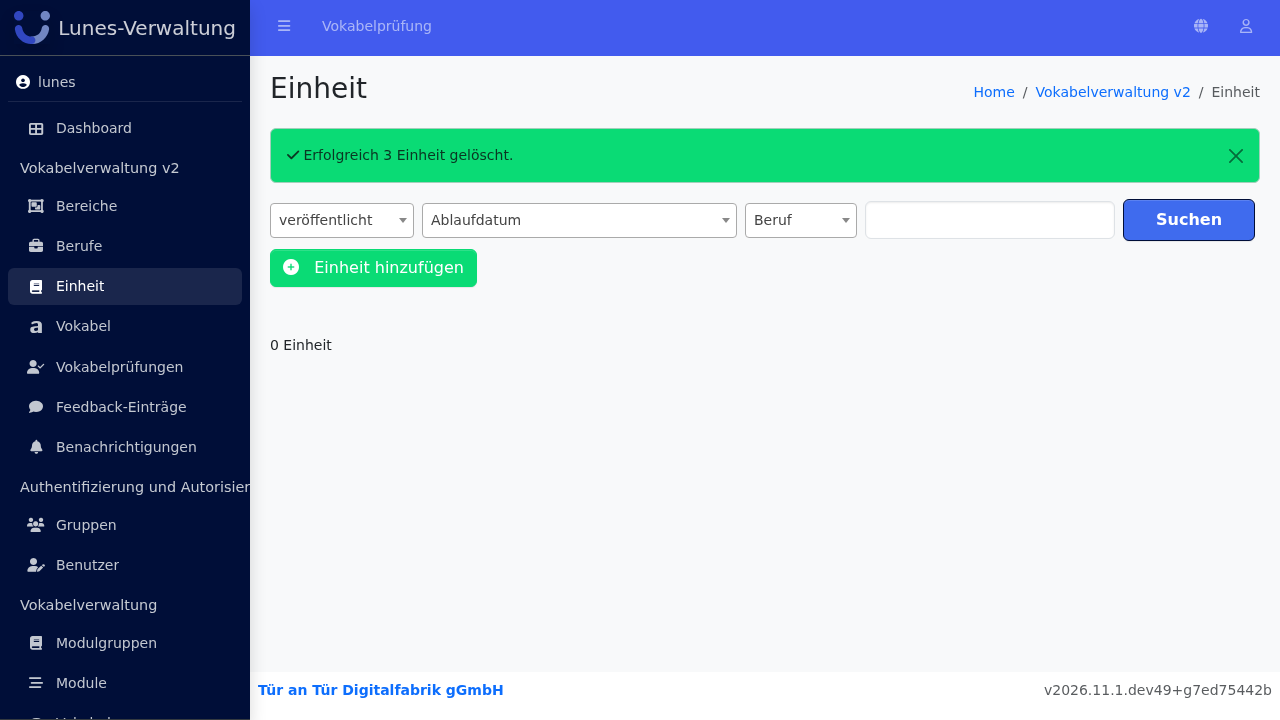 Lunes-Verwaltung
Vokabelprüfung
lunes
Dashboard
Vokabelverwaltung v2
Bereiche
Berufe
Einheit
Vokabel
Vokabelprüfungen
Feedback-Einträge
Benachrichtigungen
Authentifizierung und Autorisier
Gruppen
Benutzer
Vokabelverwaltung
Modulgruppen
Module
Einheit
Home / Vokabelverwaltung v2 / Einheit
Erfolgreich 3 Einheit gelöscht.
veröffentlicht Ablaufdatum Beruf Suchen
Einheit hinzufügen
0 Einheit
Tür an Tür Digitalfabrik gGmbH
v2026.11.1.dev49+g7ed75442b